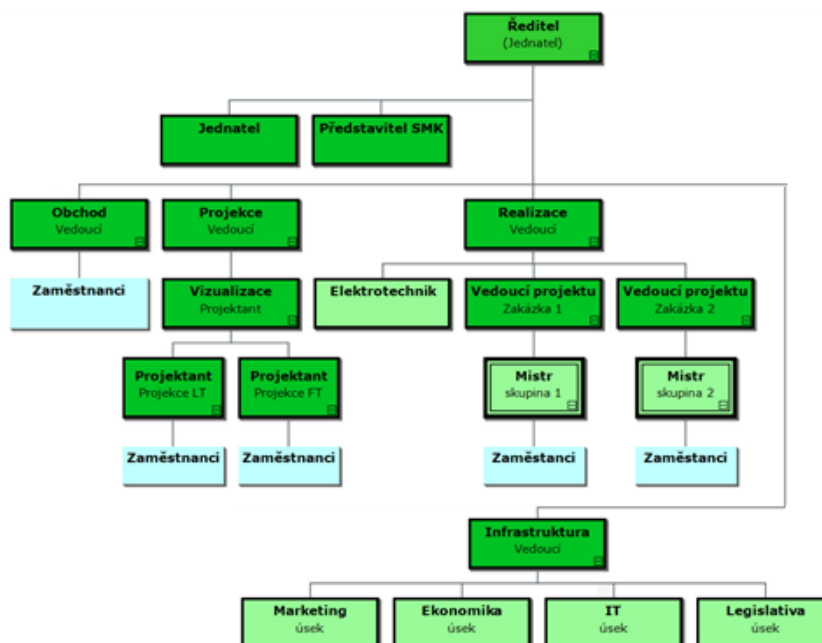 Ředitel
(Jednatel)
Jednatel
Představitel SMK
Obchod
Vedoucí
Projekce
Vedoucí
Realizace
Vedoucí
Zaměstnanci
Vizualizace
Projektant
Elektrotechnik
Vedoucí projektu
Zakázka 1
Vedoucí projektu
Zakázka 2
Projektant
Projekce LT
Projektant
Projekce FT
Mistr
skupina 1
Mistr
skupina 2
Zaměstnanci
Zaměstnanci
Zaměstanci
Zaměstanci
Infrastruktura
Vedoucí
Marketing
úsek
Ekonomika
úsek
IT
úsek
Legislativa
úsek